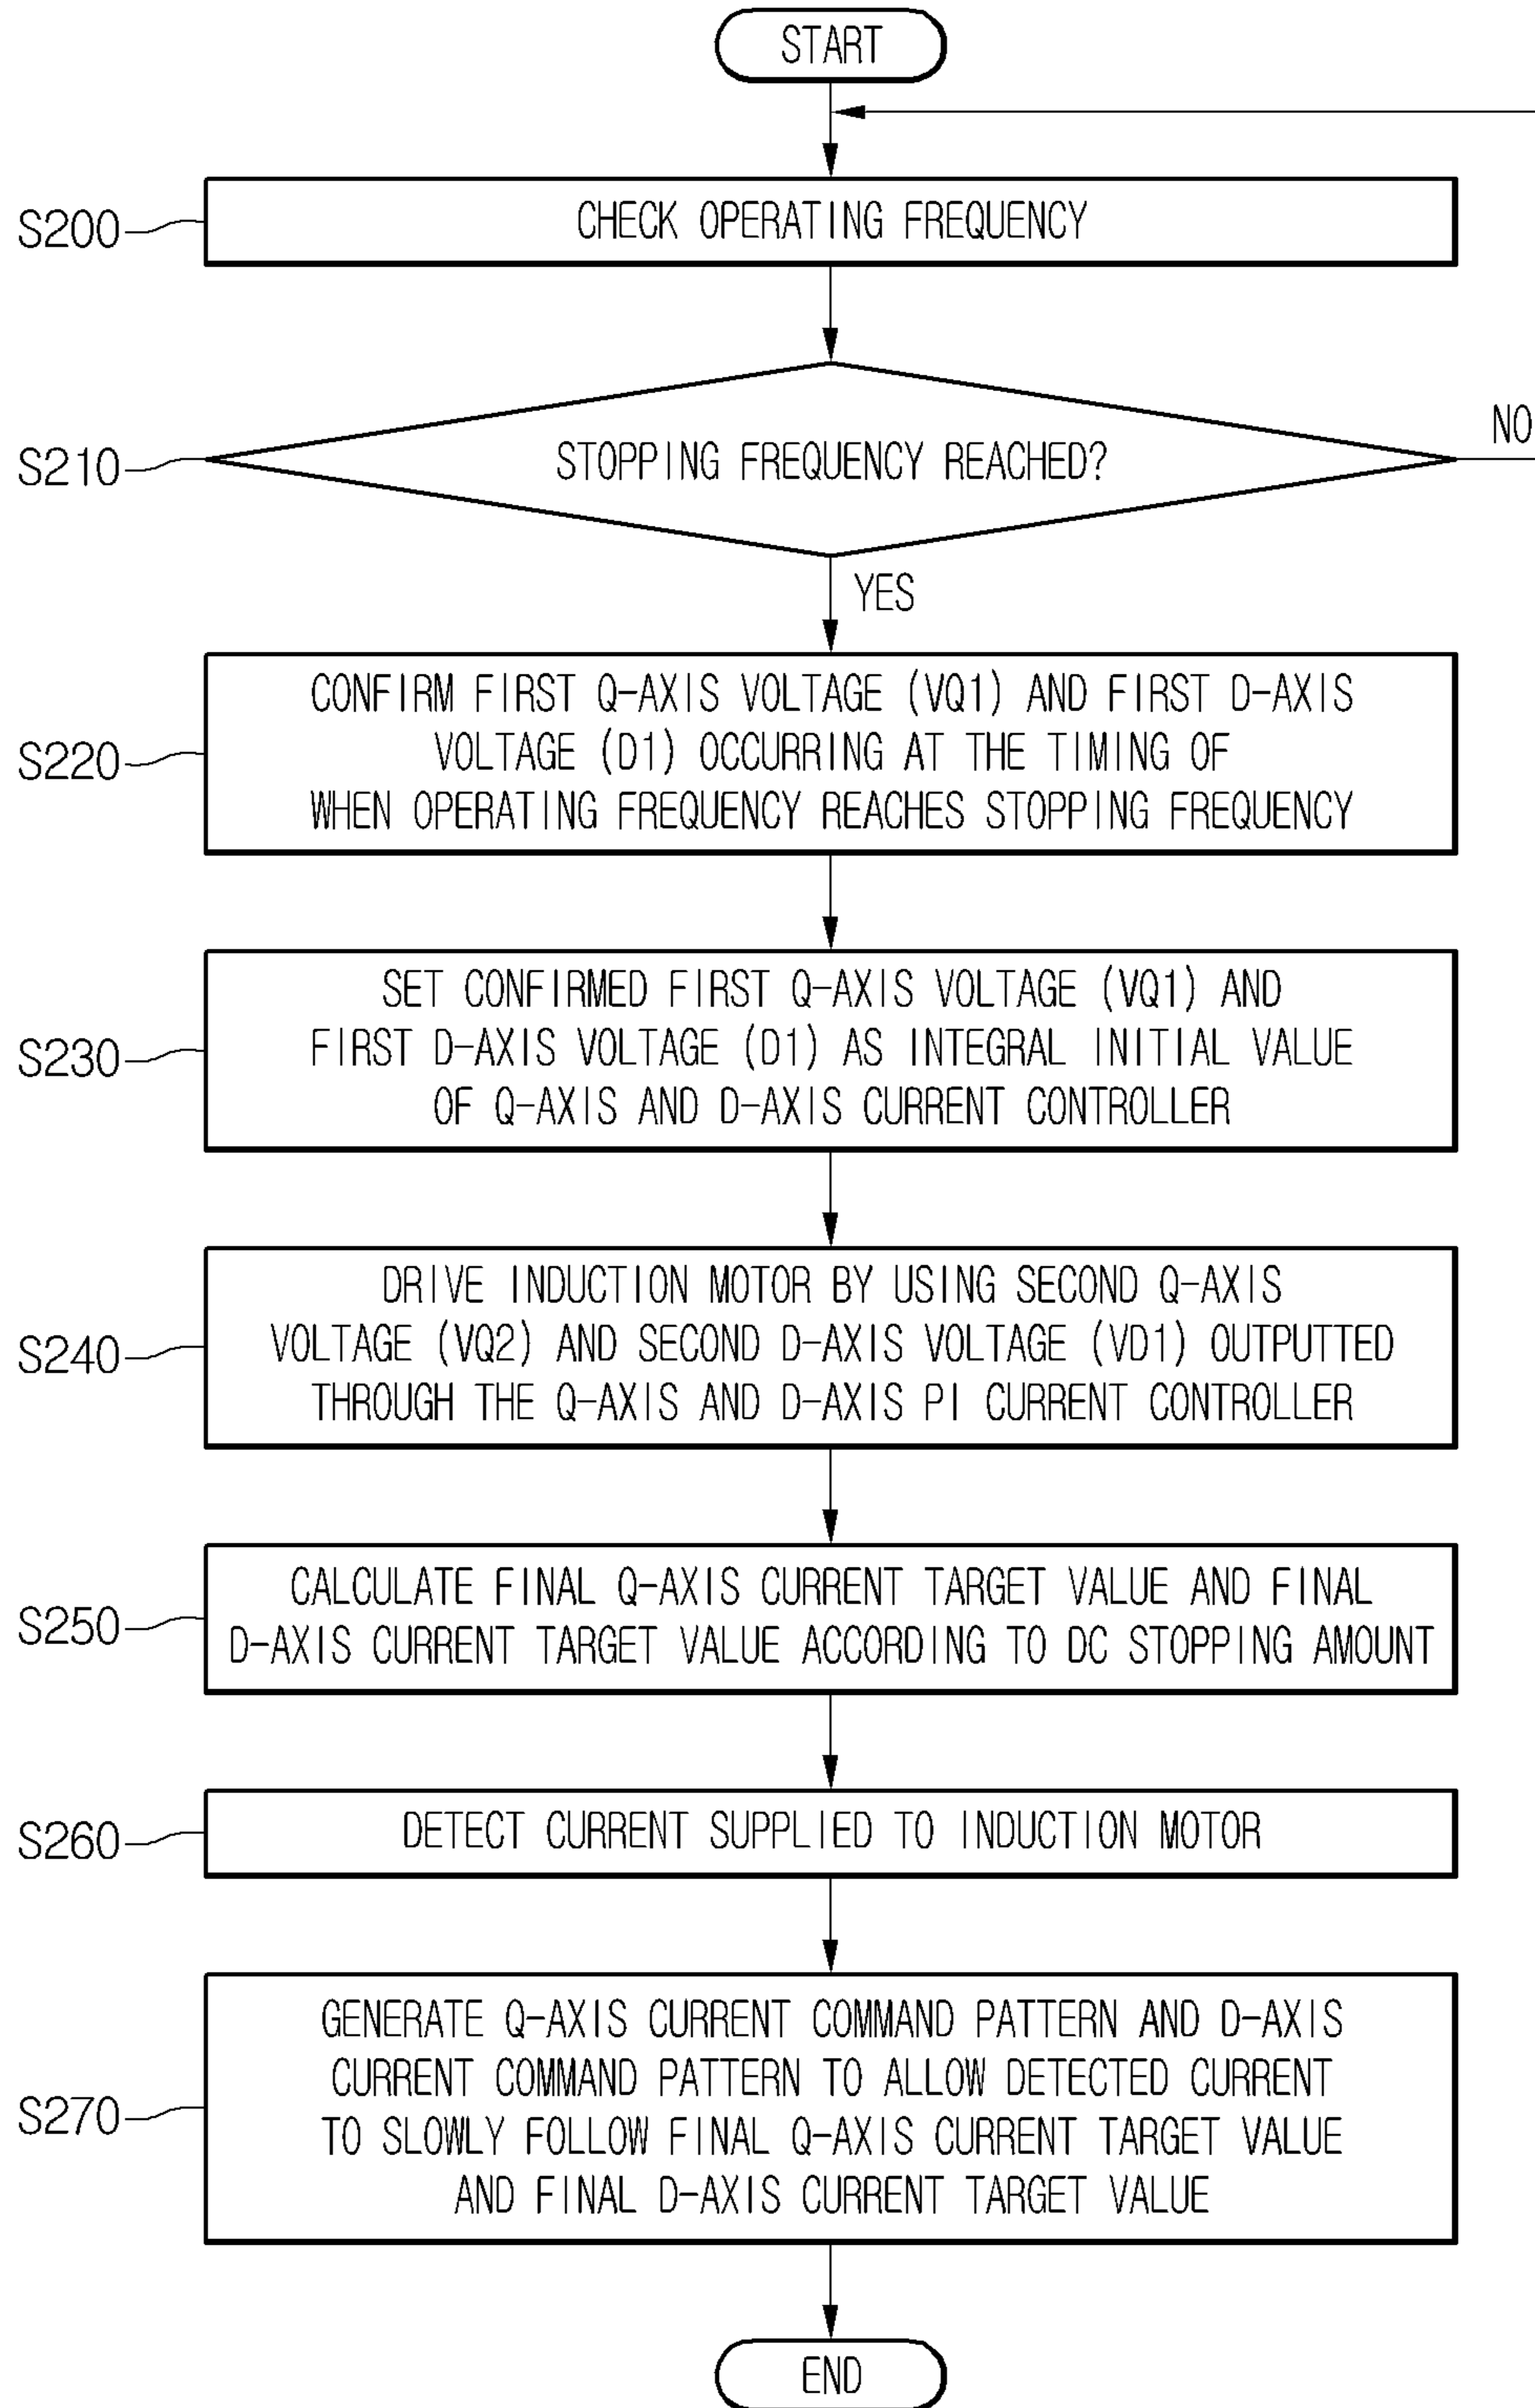 START
S200
CHECK OPERATING FREQUENCY
S210
STOPPING FREQUENCY REACHED?
NO
YES
S220
CONFIRM FIRST Q-AXIS VOLTAGE (VQ1) AND FIRST D-AXIS
VOLTAGE (D1) OCCURRING AT THE TIMING OF
WHEN OPERATING FREQUENCY REACHES STOPPING FREQUENCY
S230
SET CONFIRMED FIRST Q-AXIS VOLTAGE (VQ1) AND
FIRST D-AXIS VOLTAGE (D1) AS INTEGRAL INITIAL VALUE
OF Q-AXIS AND D-AXIS CURRENT CONTROLLER
S240
DRIVE INDUCTION MOTOR BY USING SECOND Q-AXIS
VOLTAGE (VQ2) AND SECOND D-AXIS VOLTAGE (VD1) OUTPUTTED
THROUGH THE Q-AXIS AND D-AXIS PI CURRENT CONTROLLER
S250
CALCULATE FINAL Q-AXIS CURRENT TARGET VALUE AND FINAL
D-AXIS CURRENT TARGET VALUE ACCORDING TO DC STOPPING AMOUNT
S260
DETECT CURRENT SUPPLIED TO INDUCTION MOTOR
S270
GENERATE Q-AXIS CURRENT COMMAND PATTERN AND D-AXIS
CURRENT COMMAND PATTERN TO ALLOW DETECTED CURRENT
TO SLOWLY FOLLOW FINAL Q-AXIS CURRENT TARGET VALUE
AND FINAL D-AXIS CURRENT TARGET VALUE
END